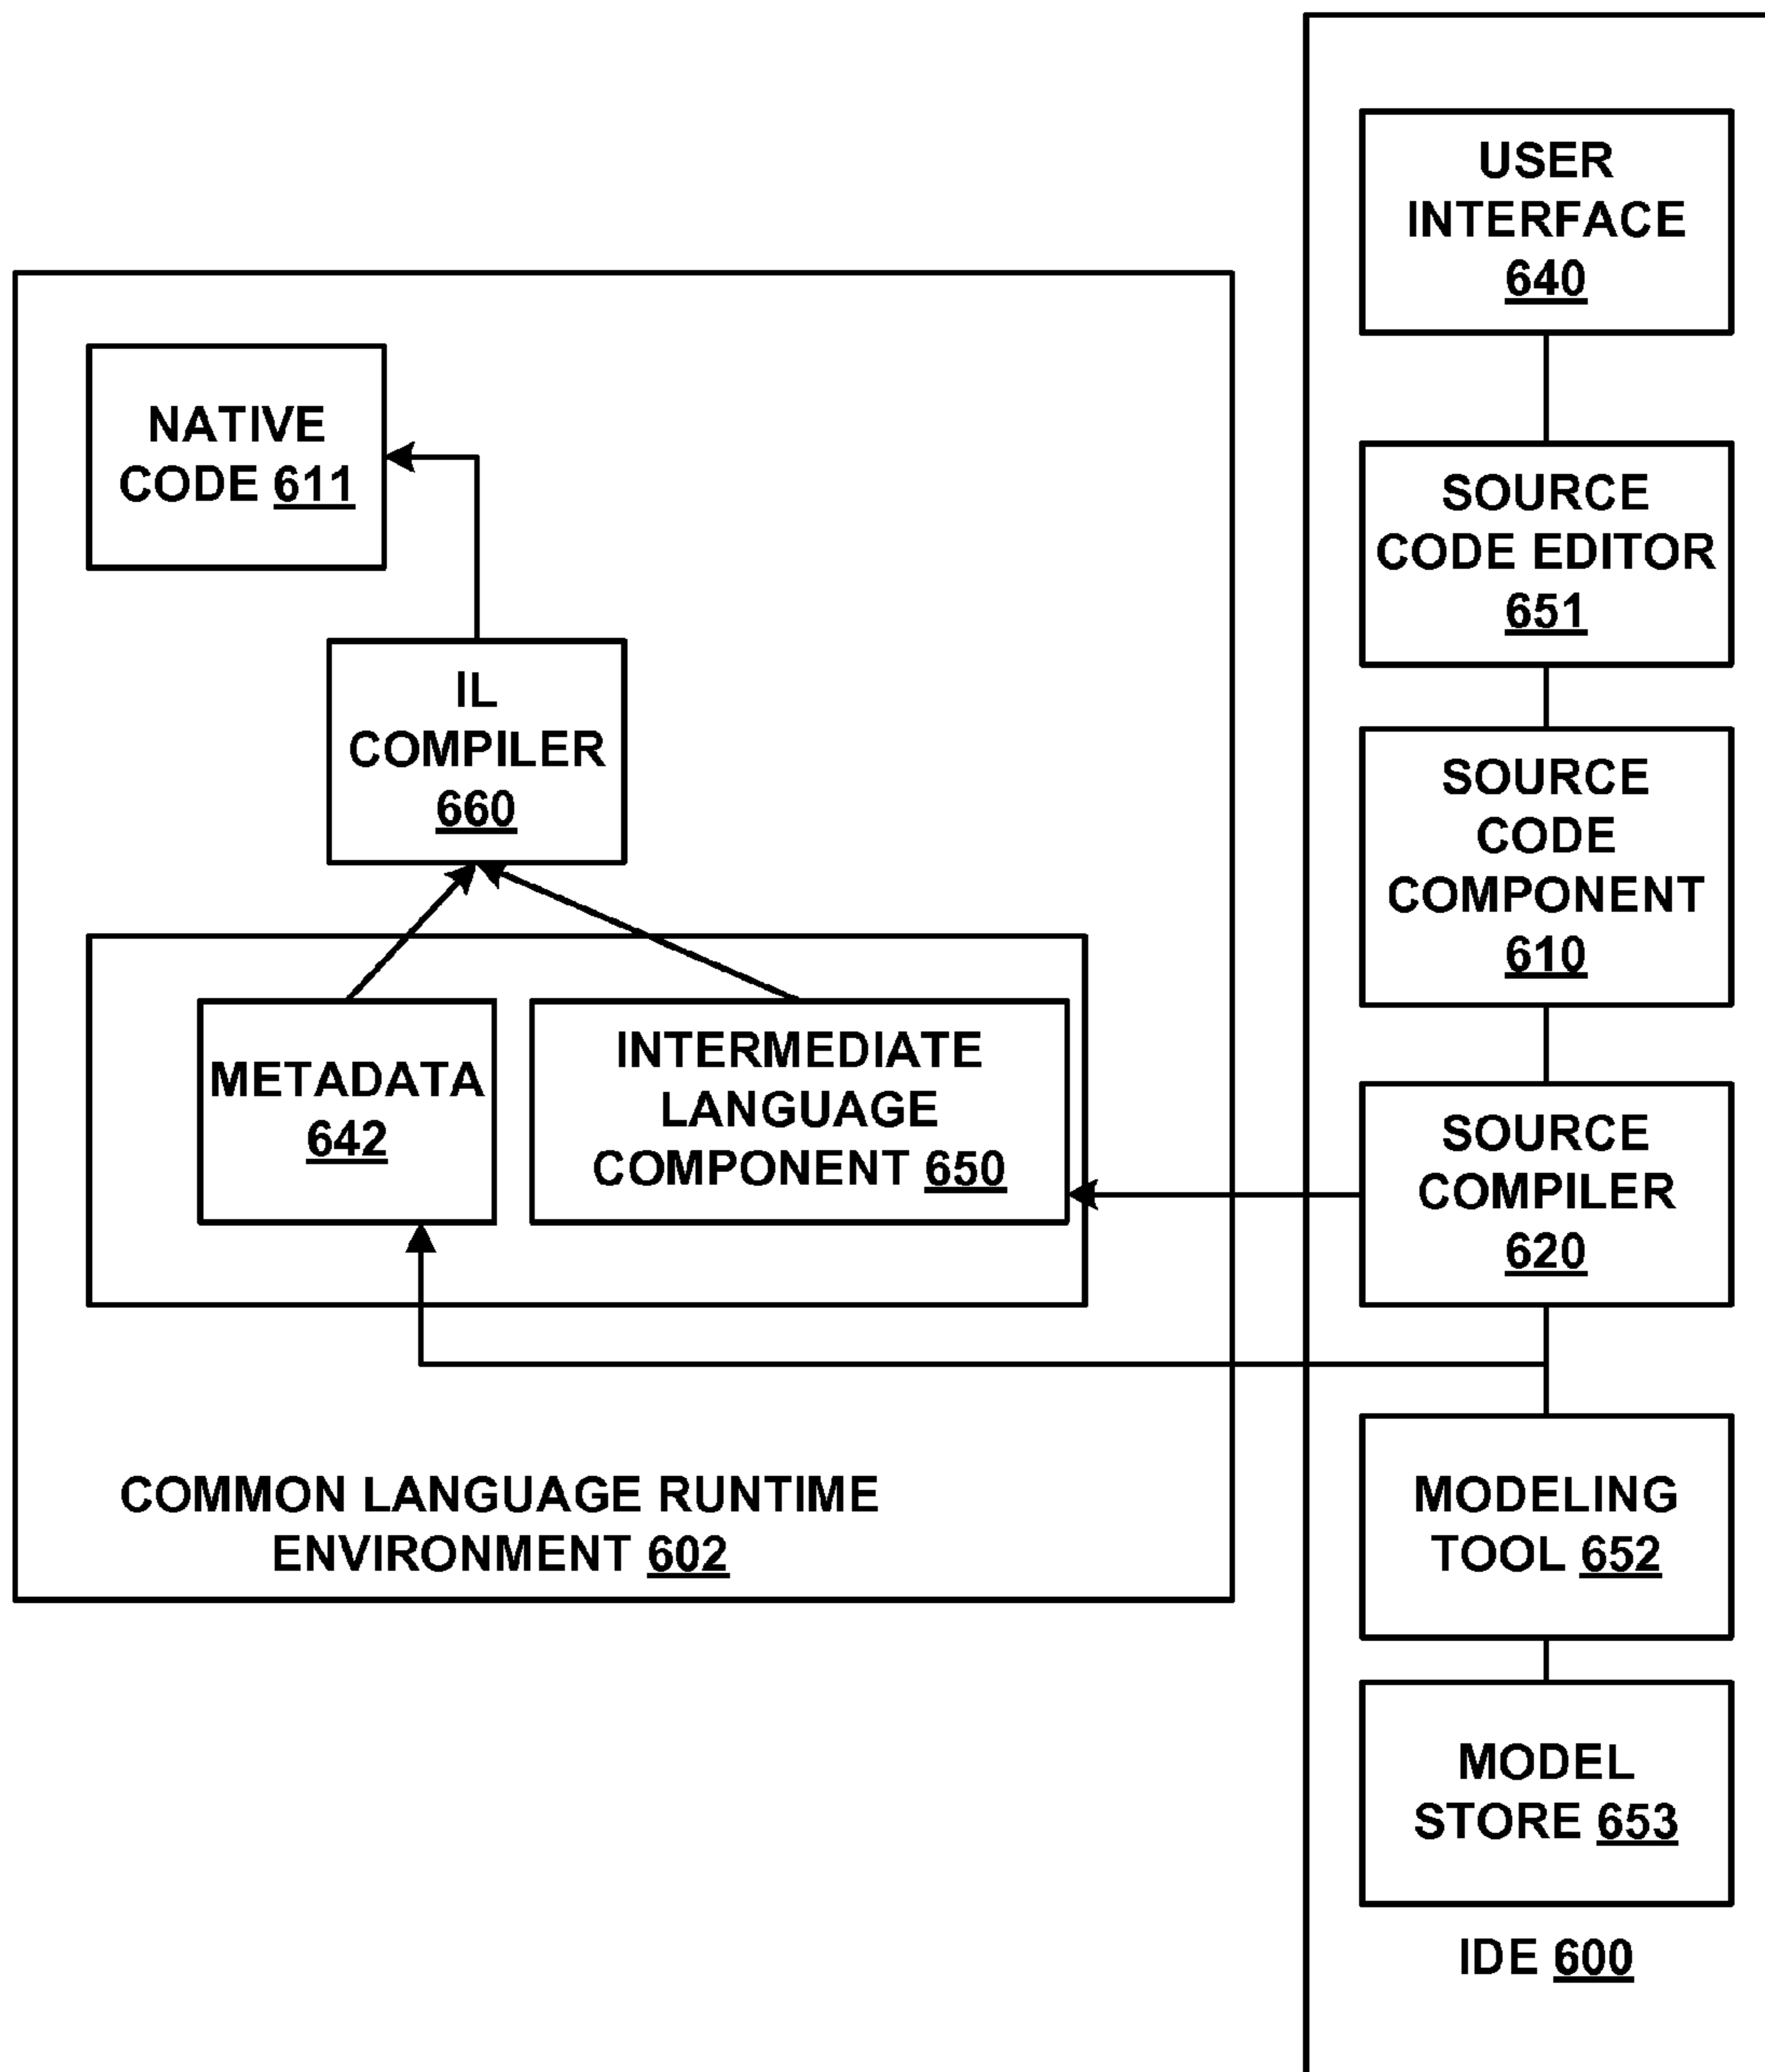 USER
INTERFACE
640
NATIVE
CODE 611
SOURCE
CODE EDITOR
651
IL
COMPILER
660
SOURCE
CODE
COMPONENT
610
METADATA
642
INTERMEDIATE
LANGUAGE
COMPONENT 650
SOURCE
COMPILER
620
COMMON LANGUAGE RUNTIME
ENVIRONMENT 602
MODELING
TOOL 652
MODEL
STORE 653
IDE 600